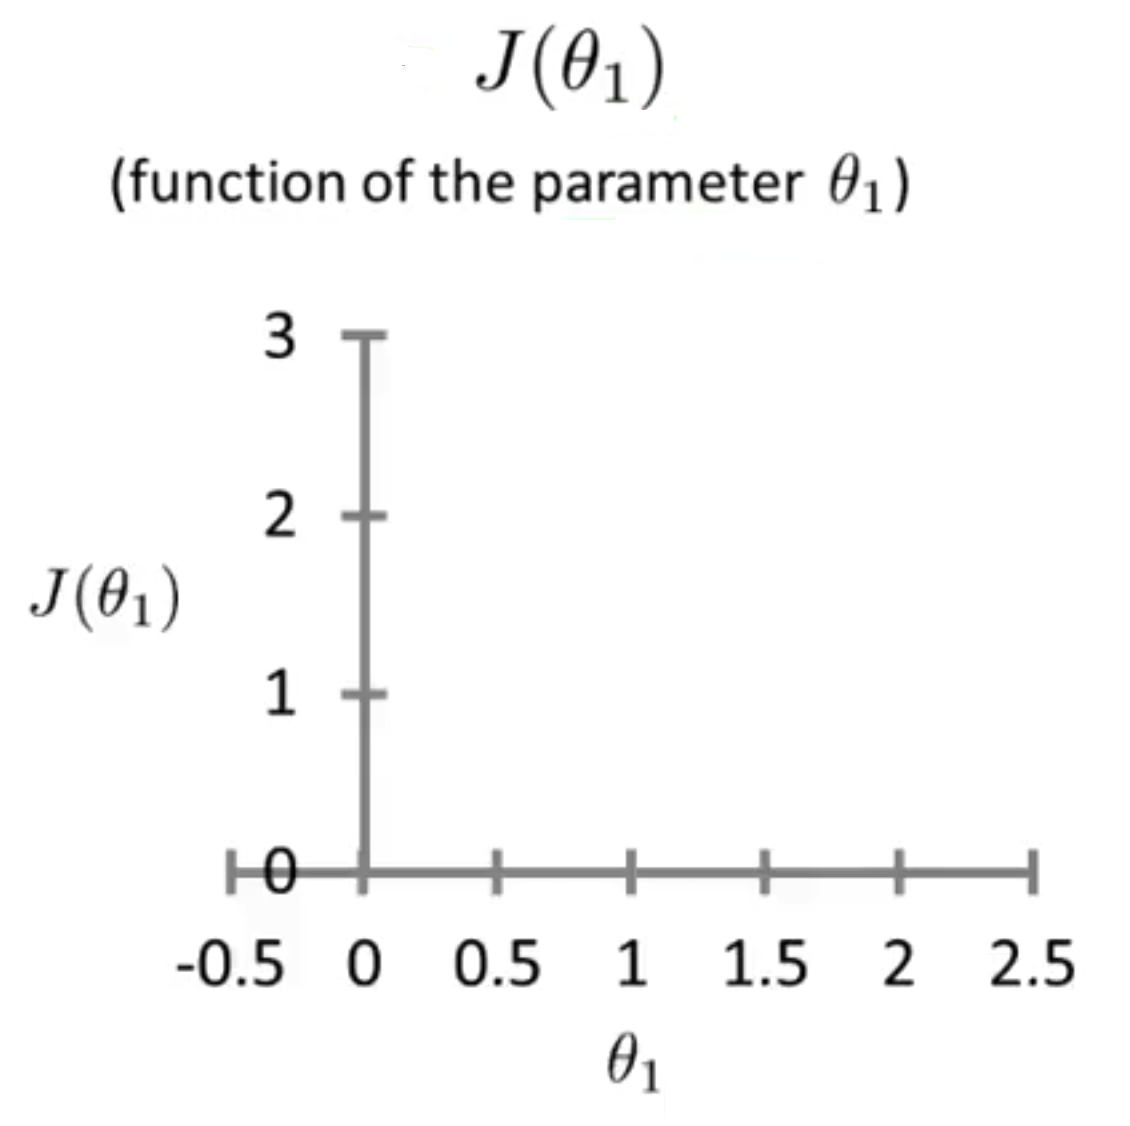 J(θ₁)
(function of the parameter θ₁)
3
2
J(θ₁)
1
0
-0.5 0 0.5 1 1.5 2 2.5
θ₁